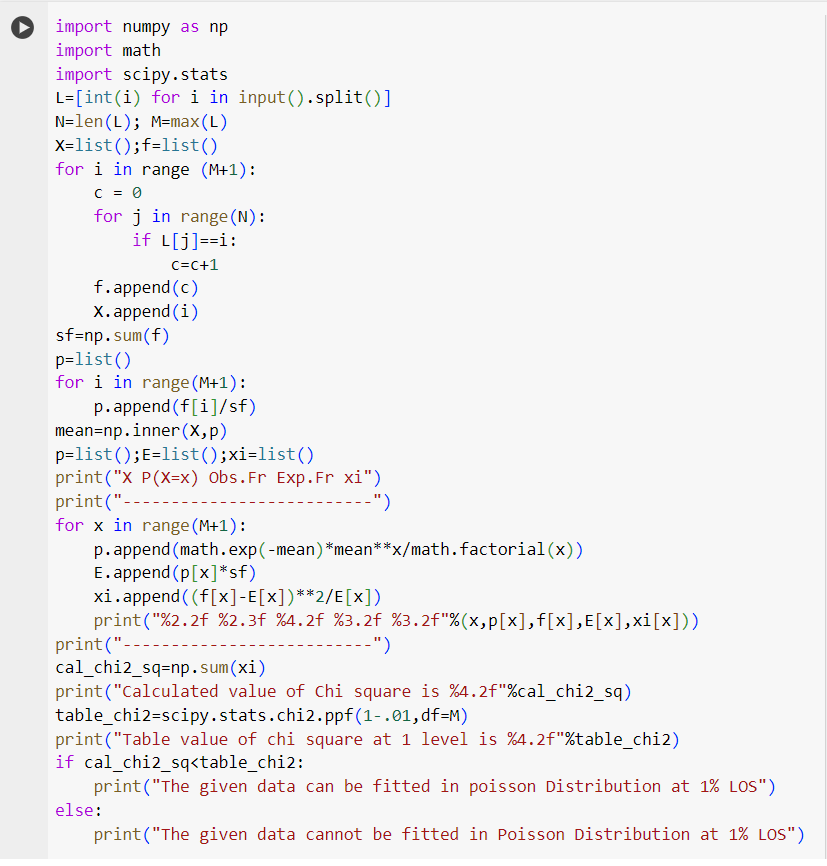 import numpy as np
import math
import scipy.stats
L=[int(i) for i in input().split()]
N=len(L); M=max(L)
X=list();f=list()
for i in range (M+1):
    c = 0
    for j in range(N):
        if L[j]==i:
            c=c+1
    f.append(c)
    X.append(i)
sf=np.sum(f)
p=list()
for i in range(M+1):
    p.append(f[i]/sf)
mean=np.inner(X,p)
p=list();E=list();xi=list()
print("X P(X=x) Obs.Fr Exp.Fr xi")
print("--------------------------")
for x in range(M+1):
    p.append(math.exp(-mean)*mean**x/math.factorial(x))
    E.append(p[x]*sf)
    xi.append((f[x]-E[x])**2/E[x])
    print("%2.2f %2.3f %4.2f %3.2f %3.2f"%(x,p[x],f[x],E[x],xi[x]))
print("--------------------------")
cal_chi2_sq=np.sum(xi)
print("Calculated value of Chi square is %4.2f"%cal_chi2_sq)
table_chi2=scipy.stats.chi2.ppf(1-.01,df=M)
print("Table value of chi square at 1 level is %4.2f"%table_chi2)
if cal_chi2_sq<table_chi2:
    print("The given data can be fitted in poisson Distribution at 1% LOS")
else:
    print("The given data cannot be fitted in Poisson Distribution at 1% LOS")